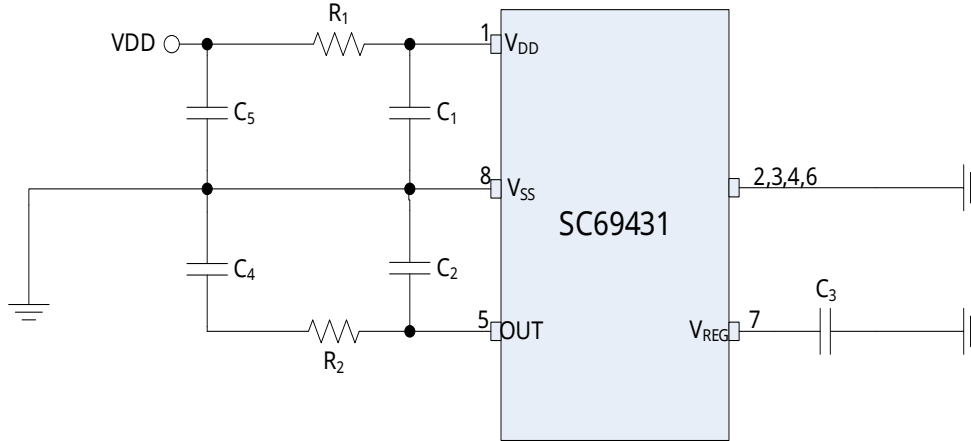 R1
VDD
1
VDD
C5
C1
8
VSS
2,3,4,6
SC69431
C4
C2
C3
5
OUT
VREG
7
R2